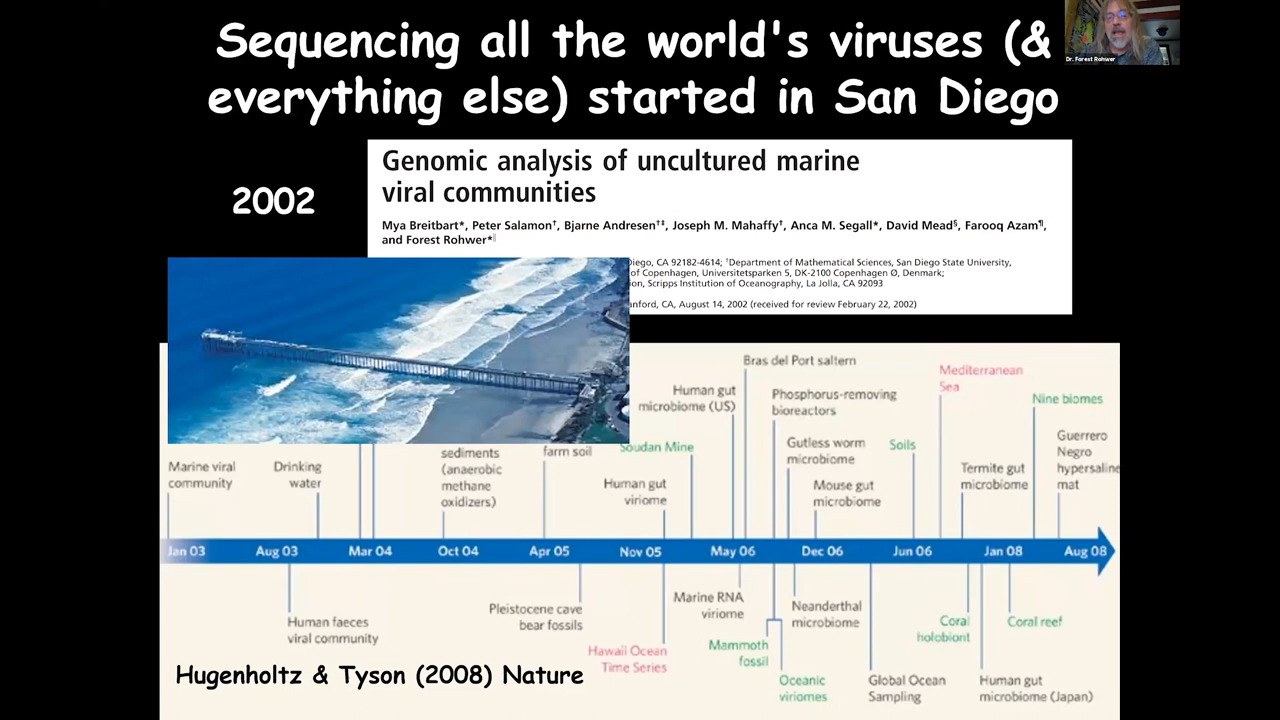 Sequencing all the world's viruses (&
everything else) started in San Diego
Dr. Forest Rohwer
2002
Genomic analysis of uncultured marine
viral communities
Mya Breitbart*, Peter Salamon†, Bjarne Andresen†‡, Joseph M. Mahaffy†, Anca M. Segall*, David Mead§, Farooq Azam¶,
and Forest Rohwer*∥
Diego, CA 92182-4614; †Department of Mathematical Sciences, San Diego State University,
of Copenhagen, Universitetsparken 5, DK-2100 Copenhagen Ø, Denmark;
Scripps Institution of Oceanography, La Jolla, CA 92093
CA, August 14, 2002 (received for review February 22, 2002)
Marine viral
community
Drinking
water
sediments
(anaerobic
methane
oxidizers)
farm soil
Human gut
viriome
Soudan Mine
Human gut
microbiome (US)
Bras del Port saltern
Phosphorus-removing
bioreactors
Gutless worm
microbiome
Mouse gut
microbiome
Soils
Mediterranean
Sea
Termite gut
microbiome
Nine biomes
Guerrero
Negro
hypersaline
mat
Jan 03 Aug 03 Mar 04 Oct 04 Apr 05 Nov 05 May 06 Dec 06 Jun 06 Jan 08 Aug 08
Human faeces
viral community
Pleistocene cave
bear fossils
Hawaii Ocean
Time Series
Marine RNA
viriome
Mammoth
fossil
Oceanic
viriomes
Neanderthal
microbiome
Global Ocean
Sampling
Coral
holobiont
Human gut
microbiome (Japan)
Coral reef
Hugenholtz & Tyson (2008) Nature